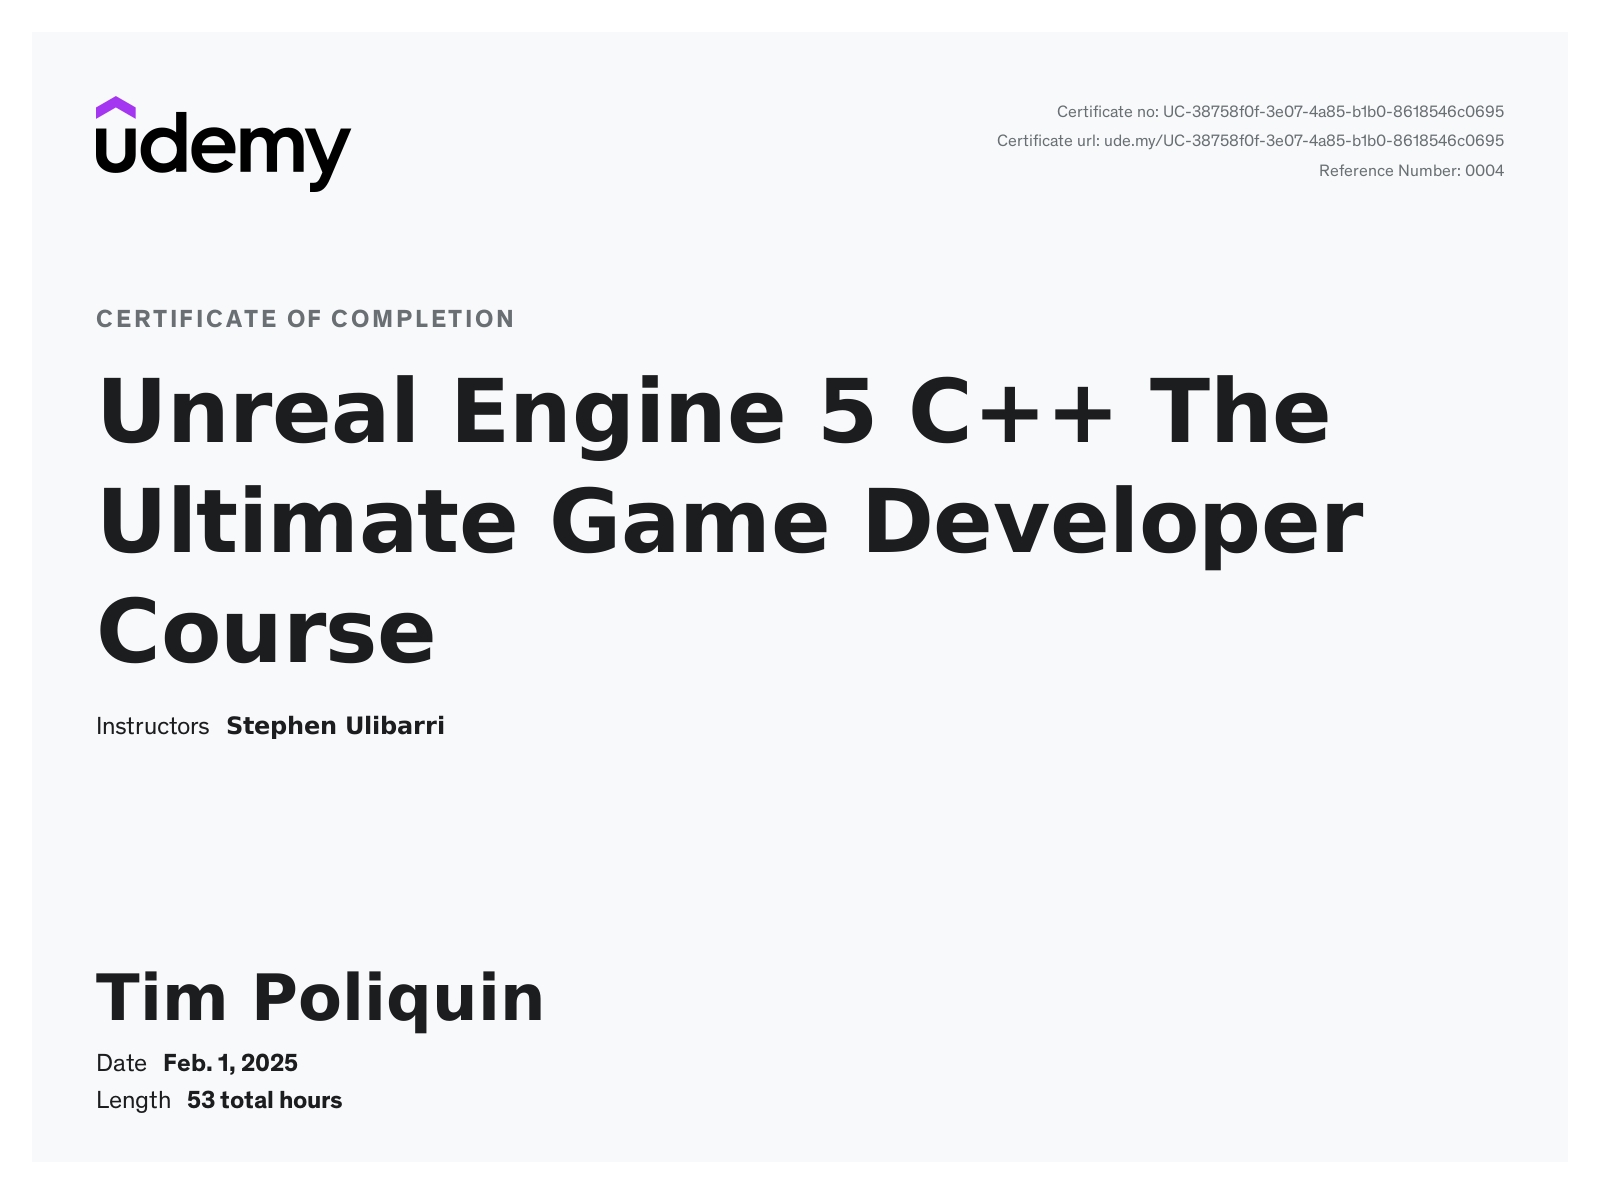 udemy
Certificate no: UC-38758f0f-3e07-4a85-b1b0-8618546c0695
Certificate url: ude.my/UC-38758f0f-3e07-4a85-b1b0-8618546c0695
Reference Number: 0004
CERTIFICATE OF COMPLETION
Unreal Engine 5 C++ The
Ultimate Game Developer
Course
Instructors Stephen Ulibarri
Tim Poliquin
Date Feb. 1, 2025
Length 53 total hours